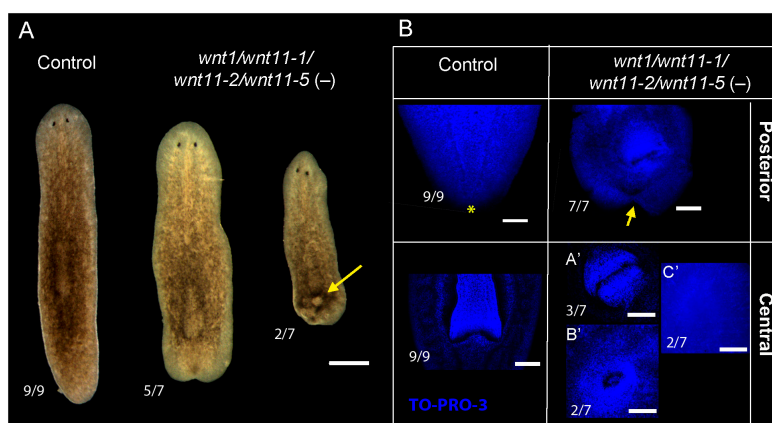 A
Control
wnt1/wnt11-1/
wnt11-2/wnt11-5 (–)
9/9
5/7
2/7
B
Control
wnt1/wnt11-1/
wnt11-2/wnt11-5 (–)
9/9
*
7/7
Posterior
9/9
TO-PRO-3
A'
3/7
B'
2/7
C'
2/7
Central